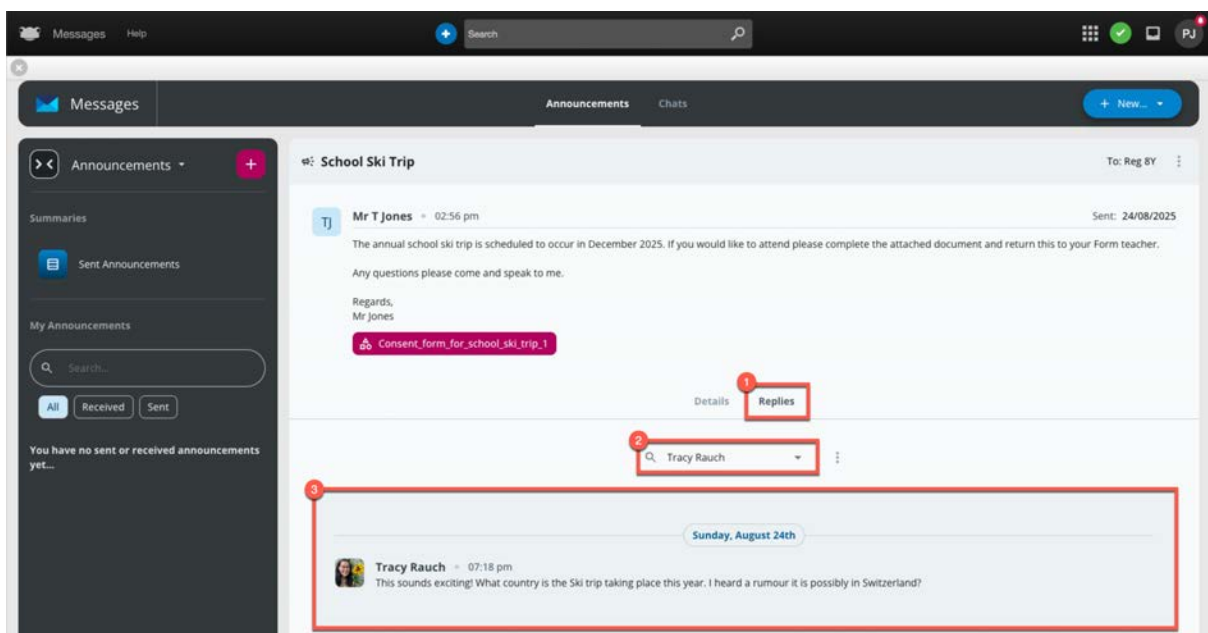 Messages Help Search PJ
Messages Announcements Chats + New...
Announcements +
School Ski Trip To: Reg 8Y
Summaries
Sent Announcements
TJ Mr T Jones 02:56 pm Sent: 24/08/2025
The annual school ski trip is scheduled to occur in December 2025. If you would like to attend please complete the attached document and return this to your Form teacher.
Any questions please come and speak to me.
Regards,
Mr Jones
Consent_form_for_school_ski_trip_1
My Announcements
Search...
All Received Sent
You have no sent or received announcements
yet...
1
Details Replies
2
Tracy Rauch
3
Sunday, August 24th
Tracy Rauch 07:18 pm
This sounds exciting! What country is the Ski trip taking place this year. I heard a rumour it is possibly in Switzerland?